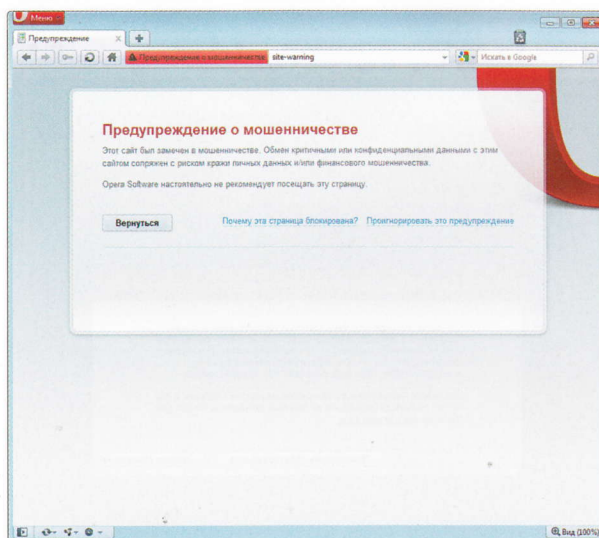 Меню
Предупреждение
Предупреждение о мошенничестве site-warning
Искать в Google
Предупреждение о мошенничестве
Этот сайт был замечен в мошенничестве. Обмен критичными или конфиденциальными данными с этим
сайтом сопряжен с риском кражи личных данных и/или финансового мошенничества.
Opera Software настоятельно не рекомендует посещать эту страницу.
Вернуться
Почему эта страница блокирована? Проигнорировать это предупреждение
Вид (100%)